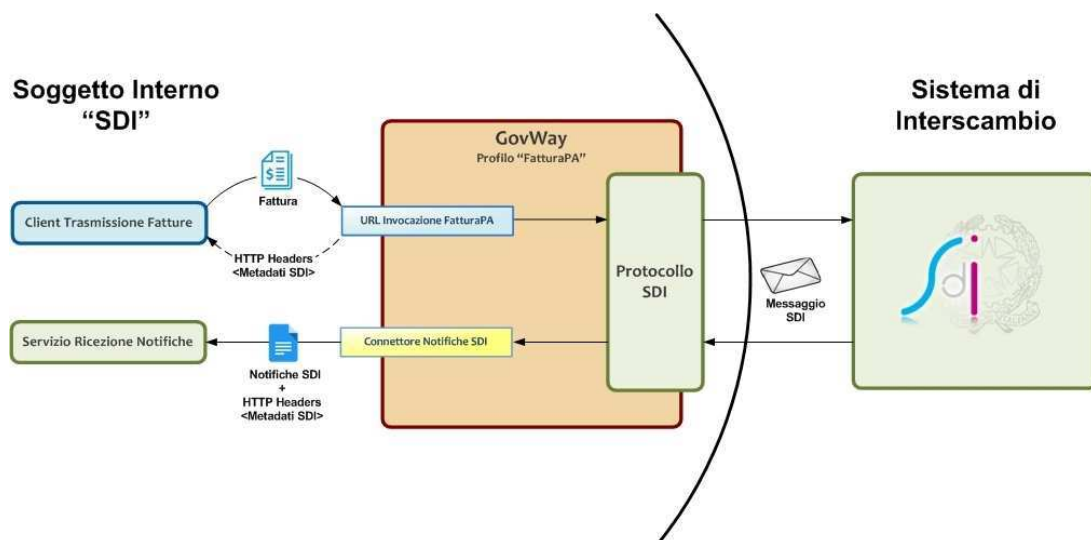 Soggetto Interno
“SDI”
Sistema di
Interscambio
GovWay
Profilo “FatturaPA”
Fattura
Client Trasmissione Fatture
URL Invocazione FatturaPA
HTTP Headers
<Metadati SDI>
Protocollo
SDI
Messaggio
SDI
Sdi
Servizio Ricezione Notifiche
Connettore Notifiche SDI
Notifiche SDI
+
HTTP Headers
<Metadati SDI>